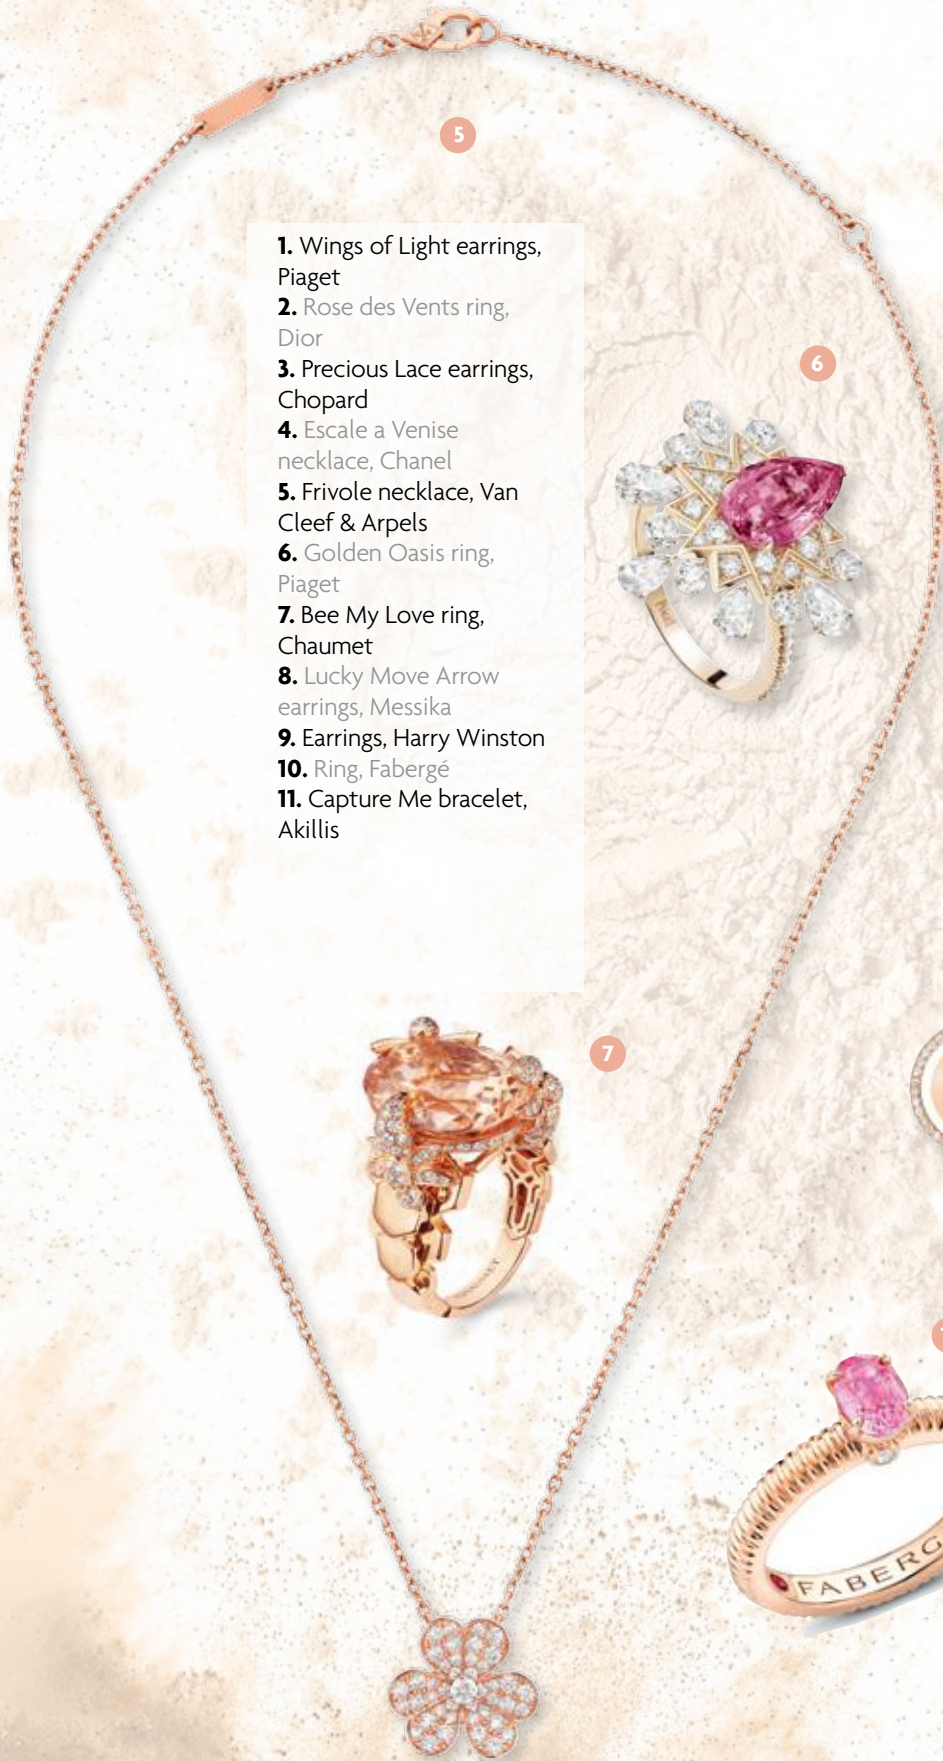 5
1. Wings of Light earrings,
Piaget
2. Rose des Vents ring,
Dior
3. Precious Lace earrings,
Chopard
4. Escale a Venise
necklace, Chanel
5. Frivole necklace, Van
Cleef & Arpels
6. Golden Oasis ring,
Piaget
7. Bee My Love ring,
Chaumet
8. Lucky Move Arrow
earrings, Messika
9. Earrings, Harry Winston
10. Ring, Fabergé
11. Capture Me bracelet,
Akillis
6
7
FABERG